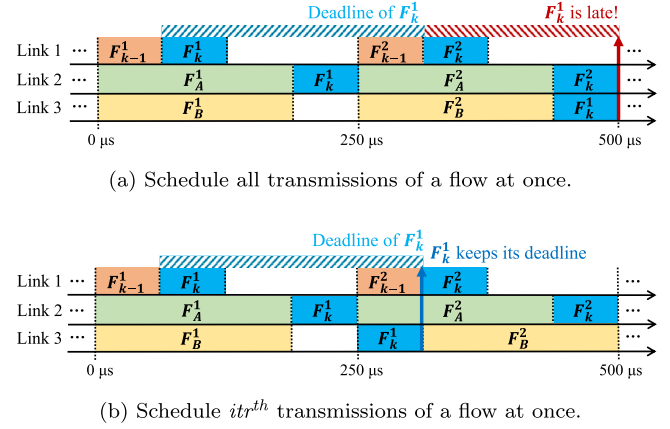 Deadline of F_k^1 F_k^1 is late!
Link 1 ··· F_{k-1}^1 F_k^1 F_{k-1}^2 F_k^2 ···
Link 2 ··· F_A^1 F_k^1 F_A^2 F_k^2 ···
Link 3 ··· F_B^1 F_B^2 F_k^1 ···
0 μs 250 μs 500 μs
(a) Schedule all transmissions of a flow at once.
Deadline of F_k^1 F_k^1 keeps its deadline
Link 1 ··· F_{k-1}^1 F_k^1 F_{k-1}^2 F_k^2 ···
Link 2 ··· F_A^1 F_k^1 F_A^2 F_k^2 ···
Link 3 ··· F_B^1 F_k^1 F_B^2 ···
0 μs 250 μs 500 μs
(b) Schedule itr^{th} transmissions of a flow at once.